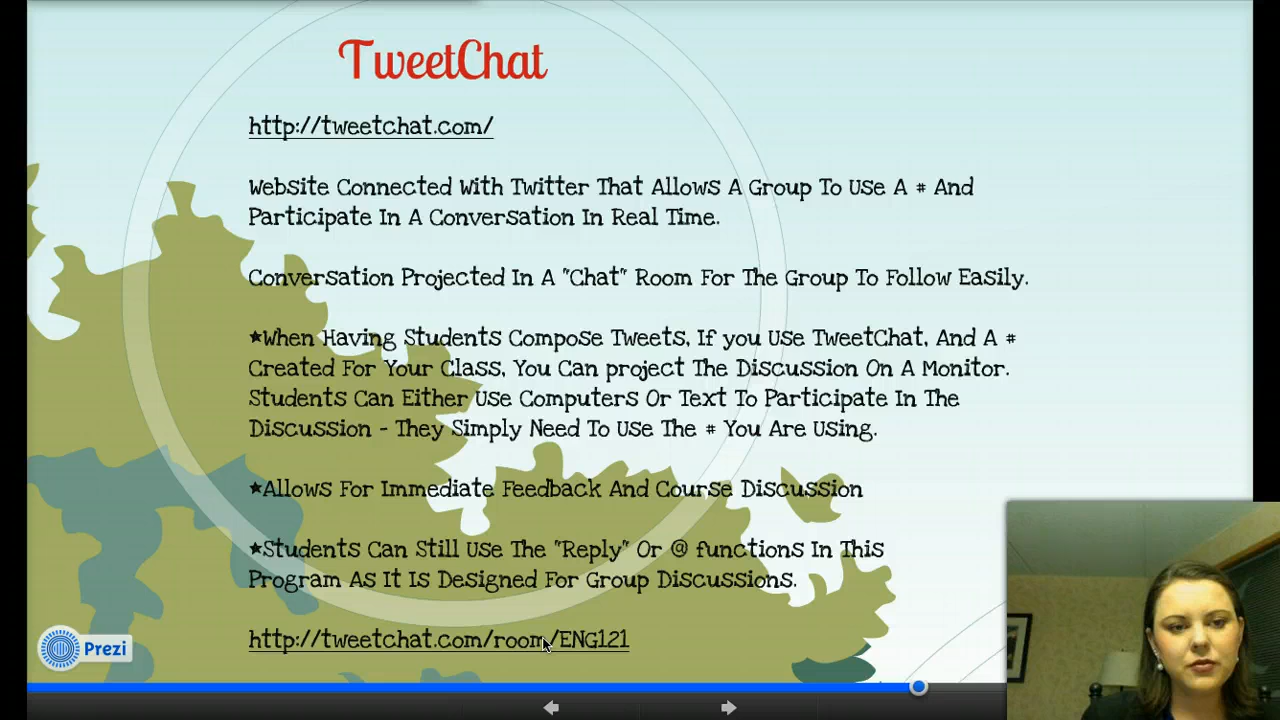 TweetChat
http://tweetchat.com/
Website Connected With Twitter That Allows A Group To Use A # And
Participate In A Conversation In Real Time.
Conversation Projected In A "Chat" Room For The Group To Follow Easily.
★When Having Students Compose Tweets, If you Use TweetChat, And A #
Created For Your Class, You Can project The Discussion On A Monitor.
Students Can Either Use Computers Or Text To Participate In The
Discussion - They Simply Need To Use The # You Are Using.
★Allows For Immediate Feedback And Course Discussion
★Students Can Still Use The "Reply" Or @ functions In This
Program As It Is Designed For Group Discussions.
http://tweetchat.com/room/ENG121
Prezi